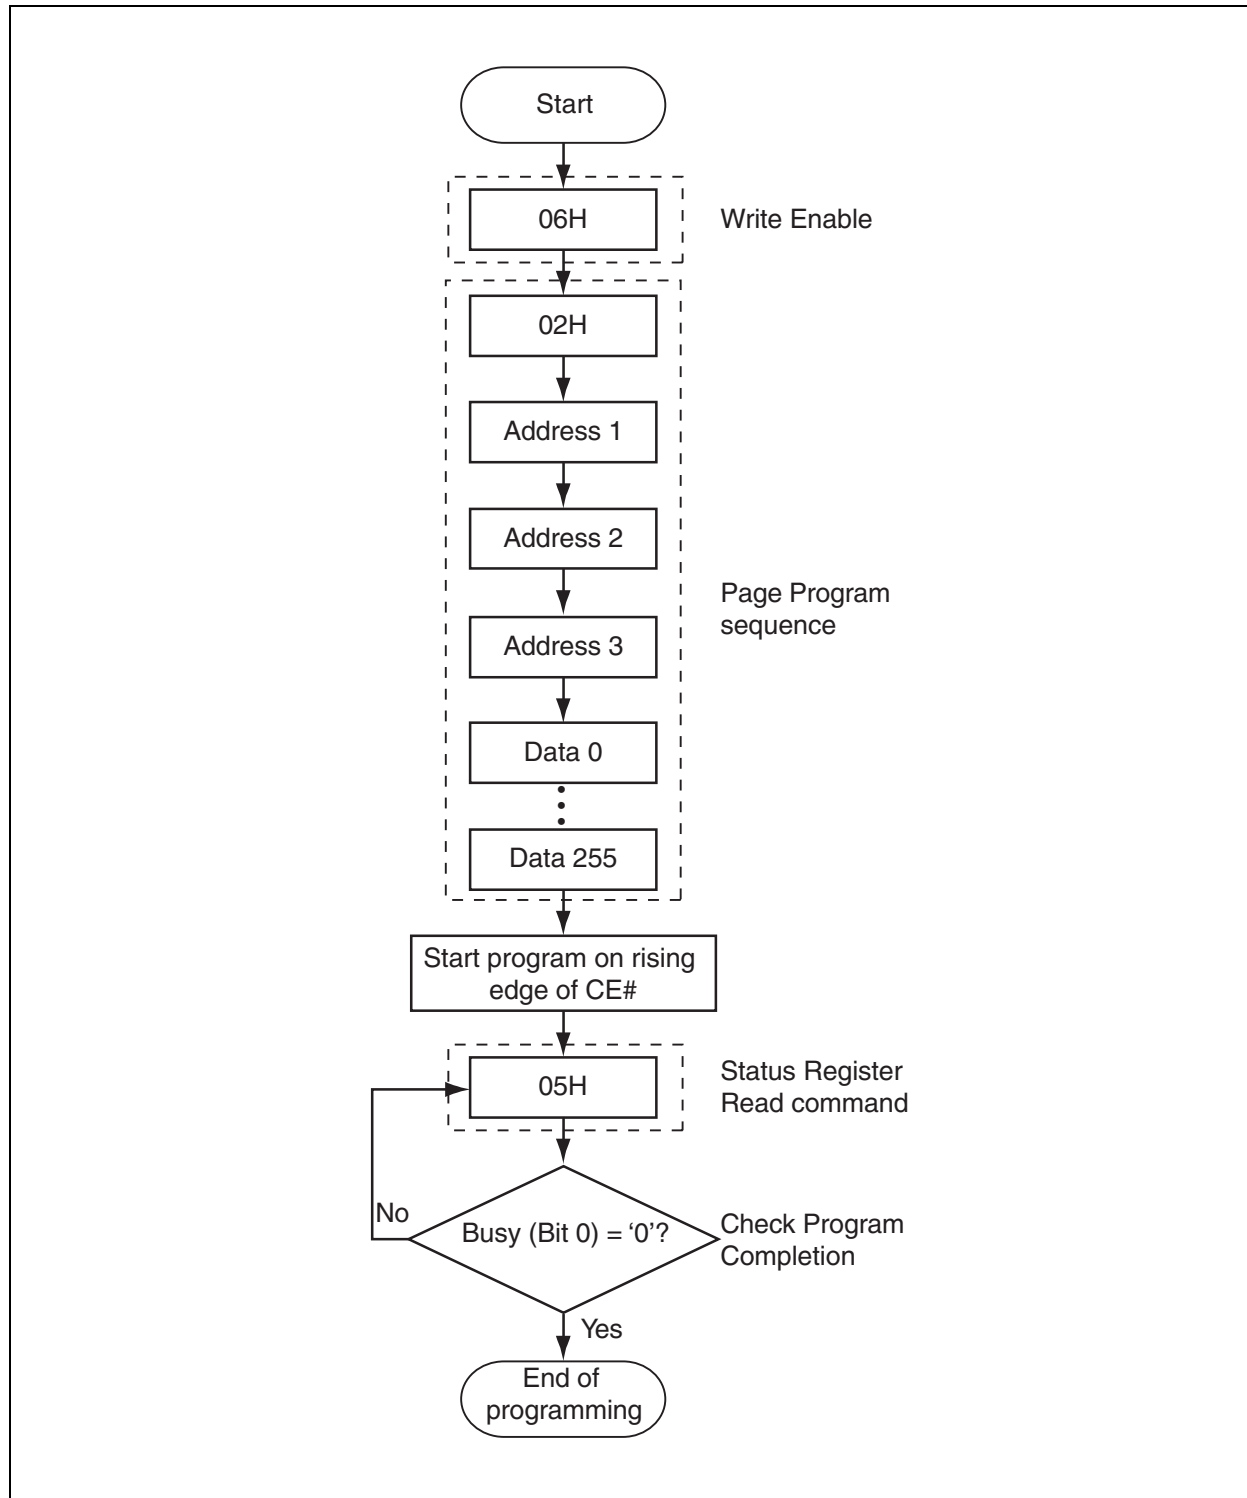 Start
06H
Write Enable
02H
Address 1
Address 2
Page Program
sequence
Address 3
Data 0
Data 255
Start program on rising
edge of CE#
05H
Status Register
Read command
No
Busy (Bit 0) = ‘0’?
Check Program
Completion
Yes
End of
programming